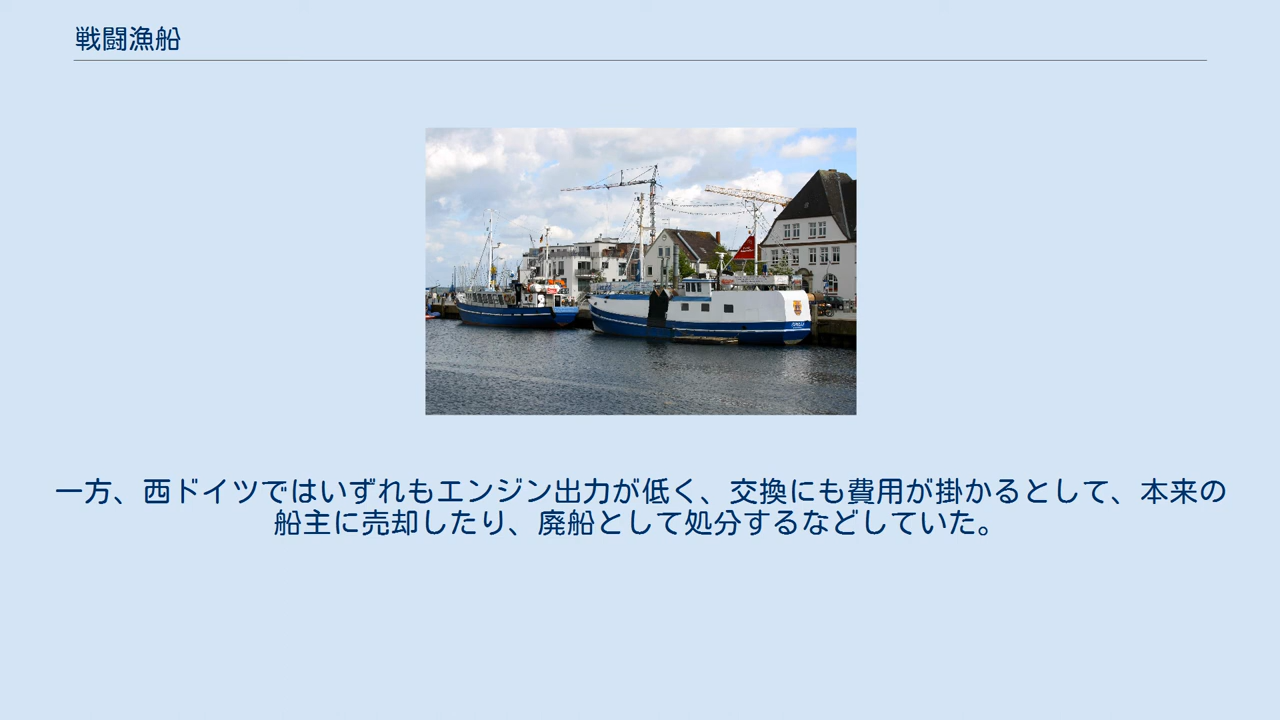 戦闘漁船
一方、西ドイツではいずれもエンジン出力が低く、交換にも費用が掛かるとして、本来の
船主に売却したり、廃船として処分するなどしていた。